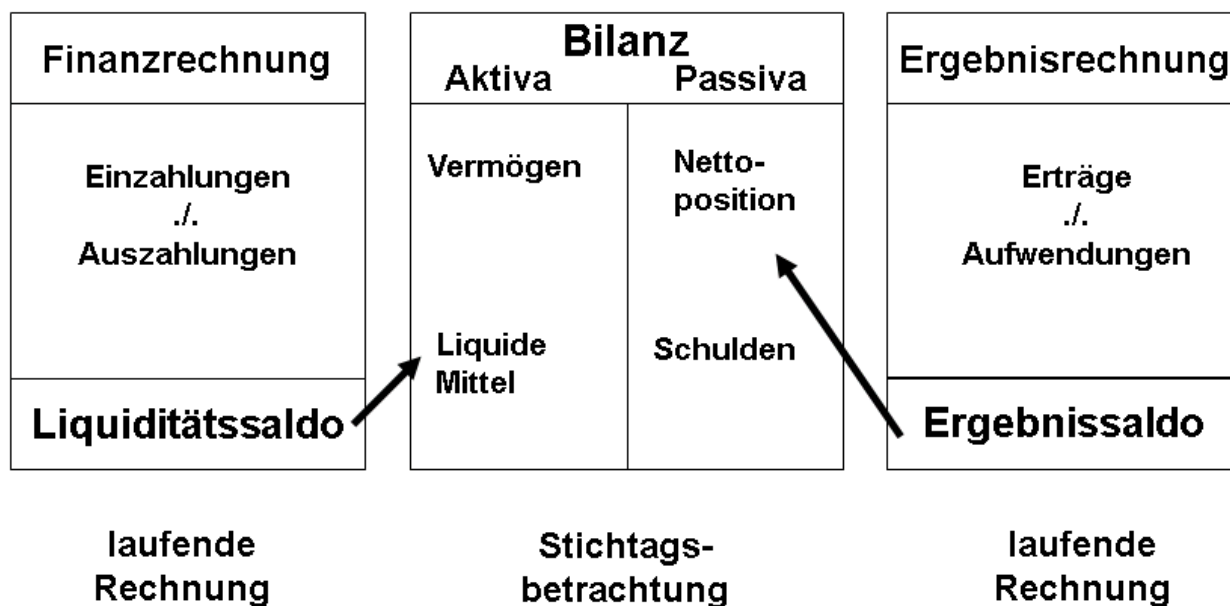 Finanzrechnung
Einzahlungen
./.
Auszahlungen
Liquiditätssaldo
laufende
Rechnung
Bilanz
Aktiva Passiva
Vermögen
Liquide
Mittel
Netto-
position
Schulden
Stichtags-
betrachtung
Ergebnisrechnung
Erträge
./.
Aufwendungen
Ergebnissaldo
laufende
Rechnung